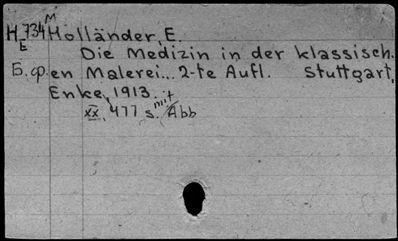 H 734 M Holländer, E.
E
Die Medizin in der klassisch.
Б.ф. en Malerei... 2-te Aufl. Stuttgart,
Enke, 1913.
XX, 477 s. mit Abb